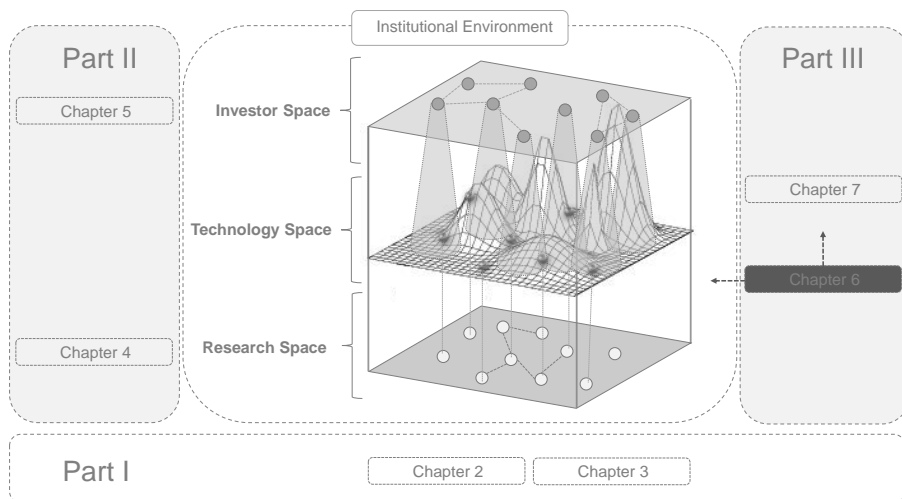 Institutional Environment
Part II
Chapter 5
Chapter 4
Investor Space
Technology Space
Research Space
Part III
Chapter 7
Chapter 6
Part I
Chapter 2
Chapter 3